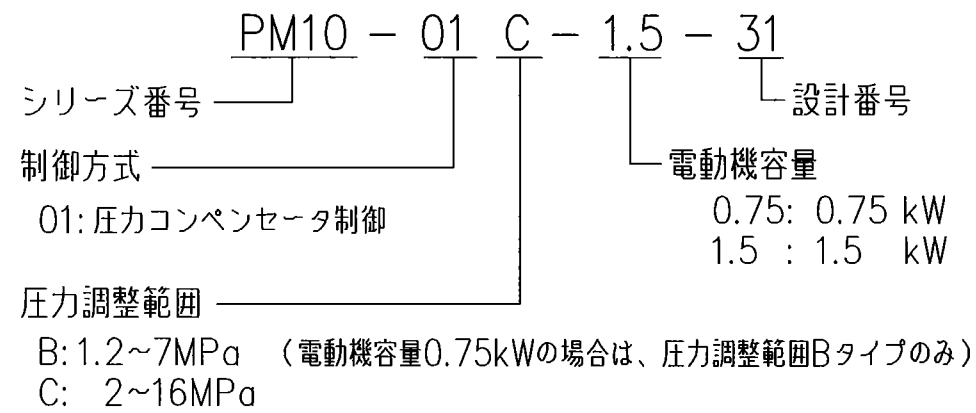 PM10 - 01 C - 1.5 - 31
シリーズ番号
設計番号
制御方式
電動機容量
01: 圧力コンペンセータ制御
0.75: 0.75 kW
1.5 : 1.5 kW
圧力調整範囲
B: 1.2~7MPa （電動機容量0.75kWの場合は、圧力調整範囲Bタイプのみ）
C: 2~16MPa